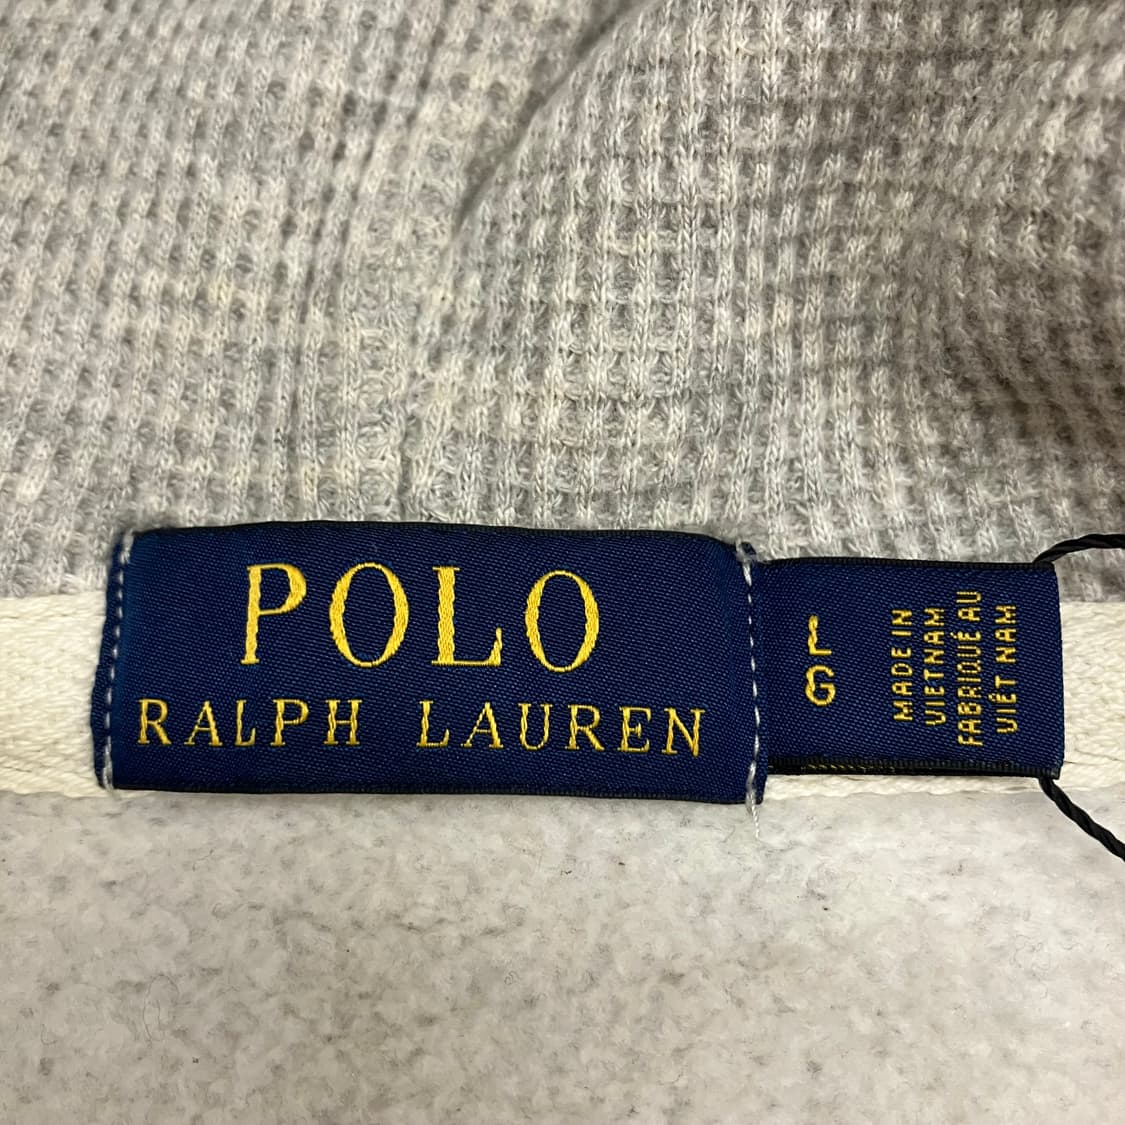 POLO
RALPH LAUREN
L
G
MADE IN
VIETNAM
FABRIQUÉ AU
VIÊT NAM